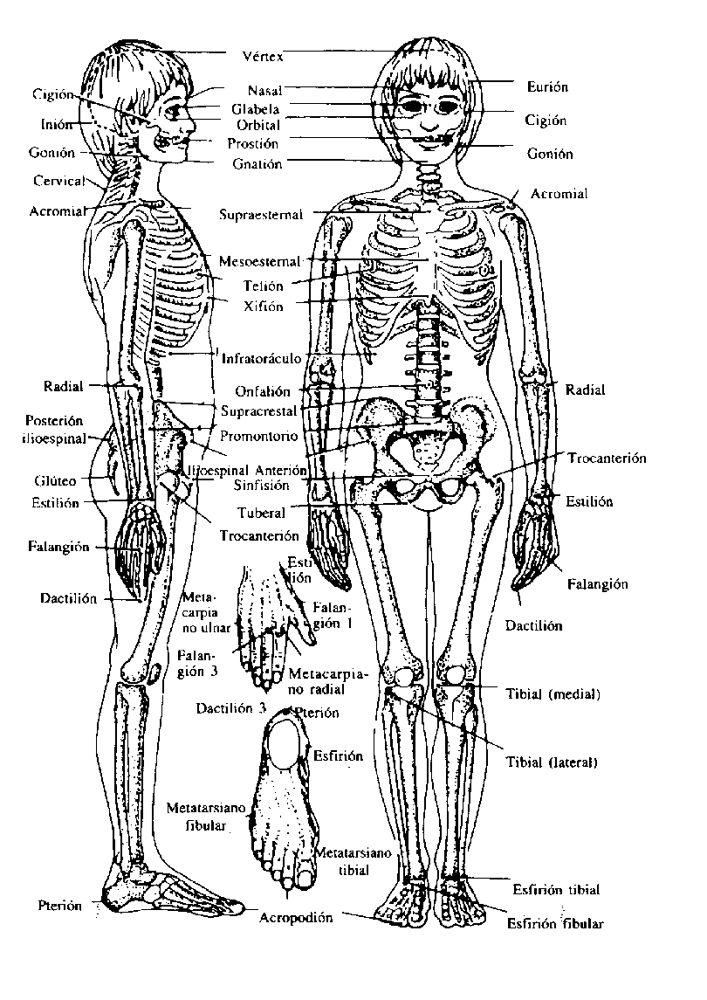 Vértex
Cigión
Inión
Gonión
Cervical
Acromial
Nasal
Glabela
Orbital
Prostión
Gnatión
Eurión
Cigión
Gonión
Acromial
Supraesternal
Mesoesternal
Telión
Xifión
Infratoráculo
Radial
Posterión
ilioespinal
Glúteo
Estilión
Falangión
Dactilión
Onfalión
Supracrestal
Promontorio
Ilioespinal Anterión
Sinfisión
Tuberal
Trocanterión
Radial
Trocanterión
Estilión
Falangión
Dactilión
Esti-
lión
Meta-
carpia
no ulnar
Falan-
gión 1
Falan-
gión 3
Metacarpia-
no radial
Dactilión 3
Pterión
Esfirión
Metatarsiano
fibular
Metatarsiano
tibial
Tibial (medial)
Tibial (lateral)
Pterión
Acropodión
Esfirión tibial
Esfirión fibular